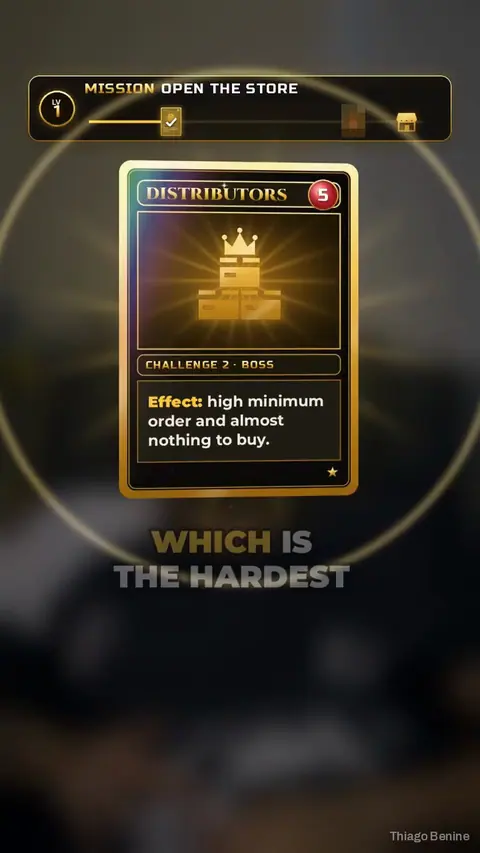 MISSION OPEN THE STORE
LV
1
DISTRIBUTORS
5
CHALLENGE 2 · BOSS
Effect: high minimum
order and almost
nothing to buy.
WHICH IS
THE HARDEST
Thiago Benine